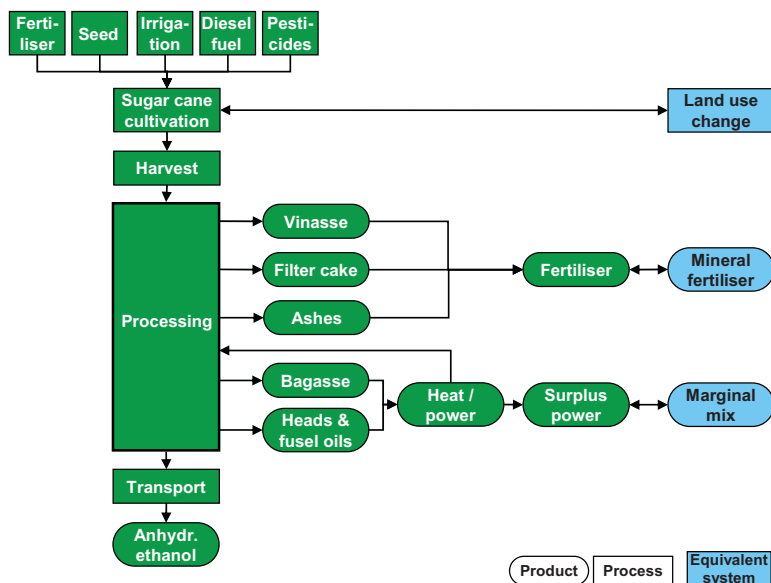 Ferti-
liser
Seed
Irriga-
tion
Diesel
fuel
Pesti-
cides
Sugar cane
cultivation
Land use
change
Harvest
Vinasse
Filter cake
Fertiliser
Mineral
fertiliser
Processing
Ashes
Bagasse
Heat /
power
Surplus
power
Marginal
mix
Heads &
fusel oils
Transport
Anhydr.
ethanol
Product
Process
Equivalent
system